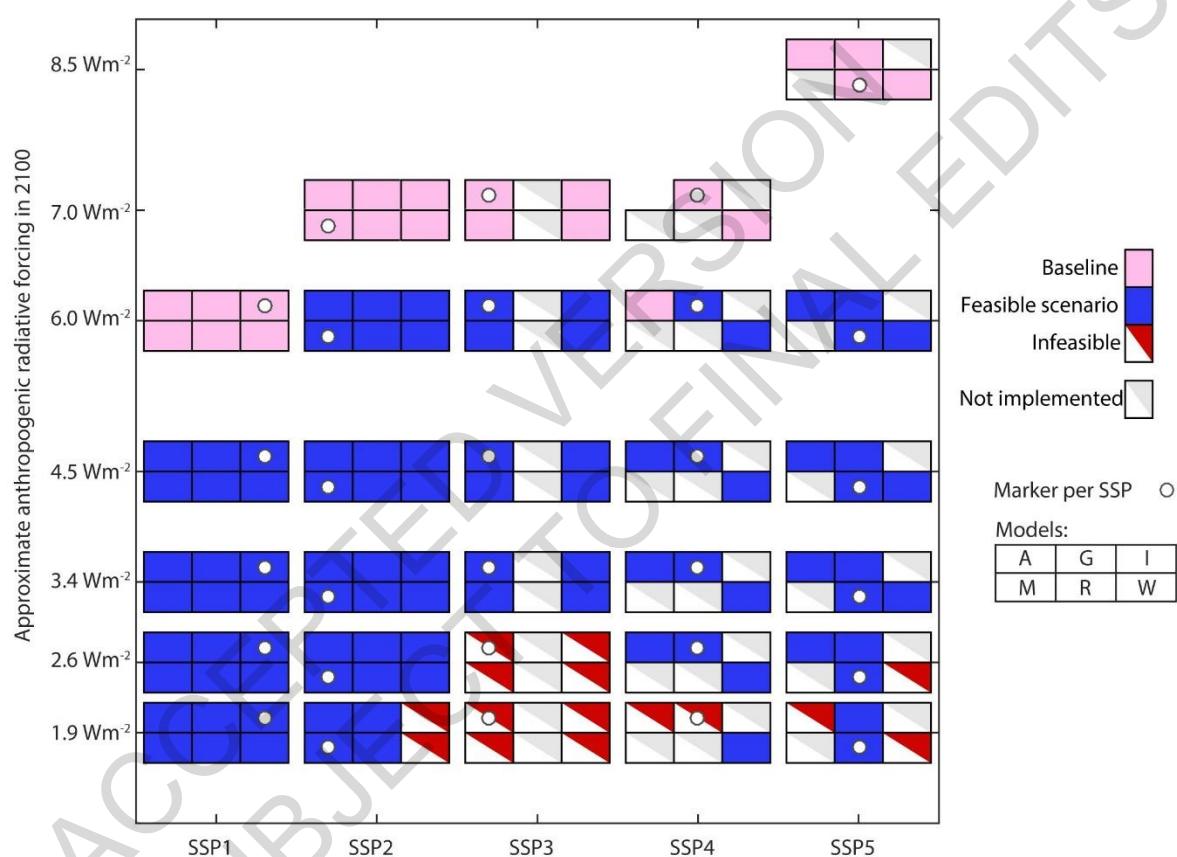 Approximate anthropogenic radiative forcing in 2100
8.5 Wm-2
7.0 Wm-2
6.0 Wm-2
4.5 Wm-2
3.4 Wm-2
2.6 Wm-2
1.9 Wm-2
SSP1 SSP2 SSP3 SSP4 SSP5
Baseline
Feasible scenario
Infeasible
Not implemented
Marker per SSP
Models:
A G I
M R W
ACCEPTED VERSION
SUBJECT TO FINAL EDITS